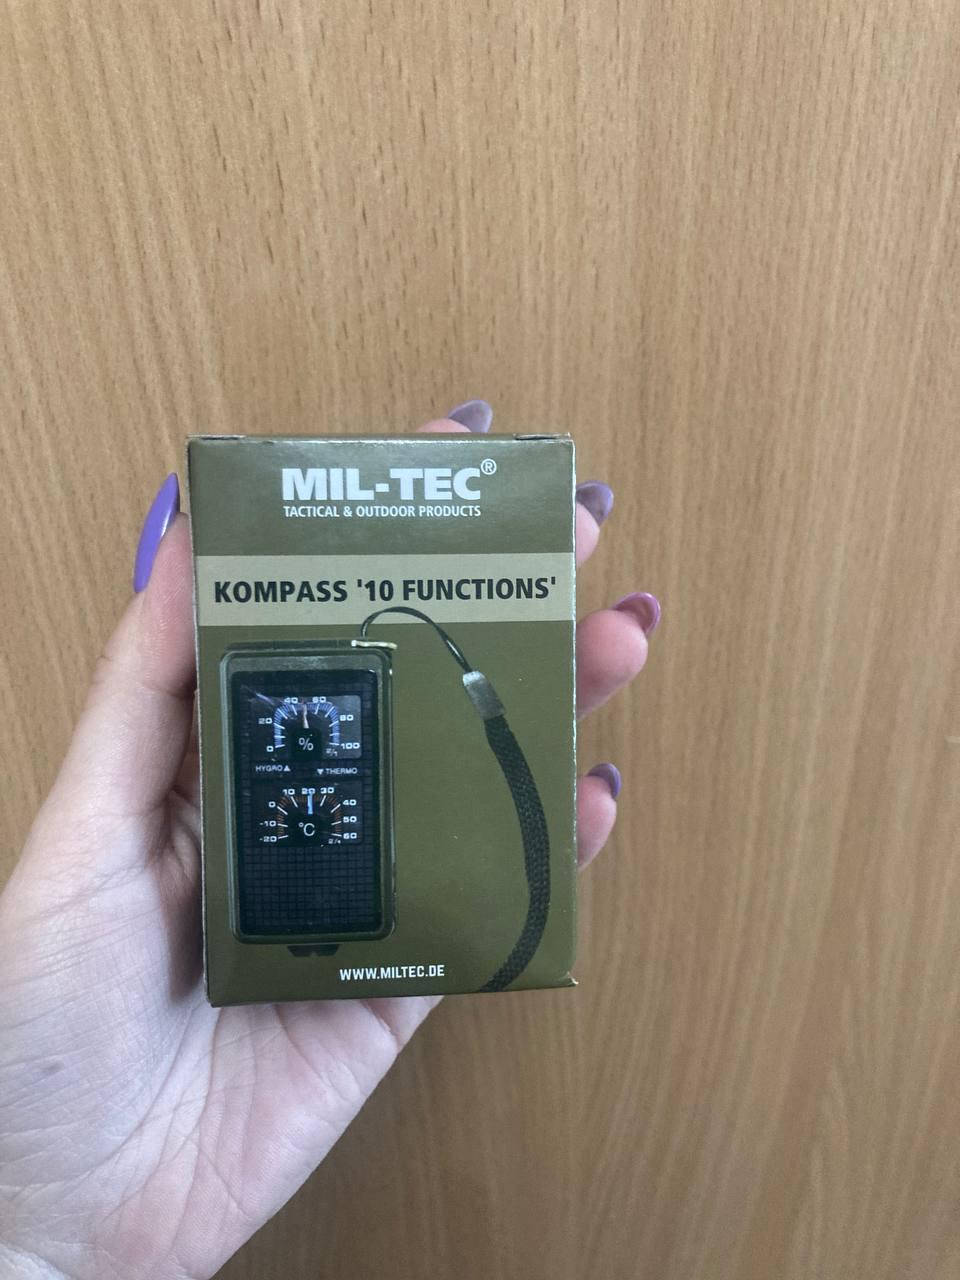 MIL-TEC®
TACTICAL & OUTDOOR PRODUCTS
KOMPASS '10 FUNCTIONS'
40 60
20 80
%
0 100
HYGRO▲ ▼THERMO
10 20 30
0 40
-10 50
°C
-20 60
WWW.MILTEC.DE